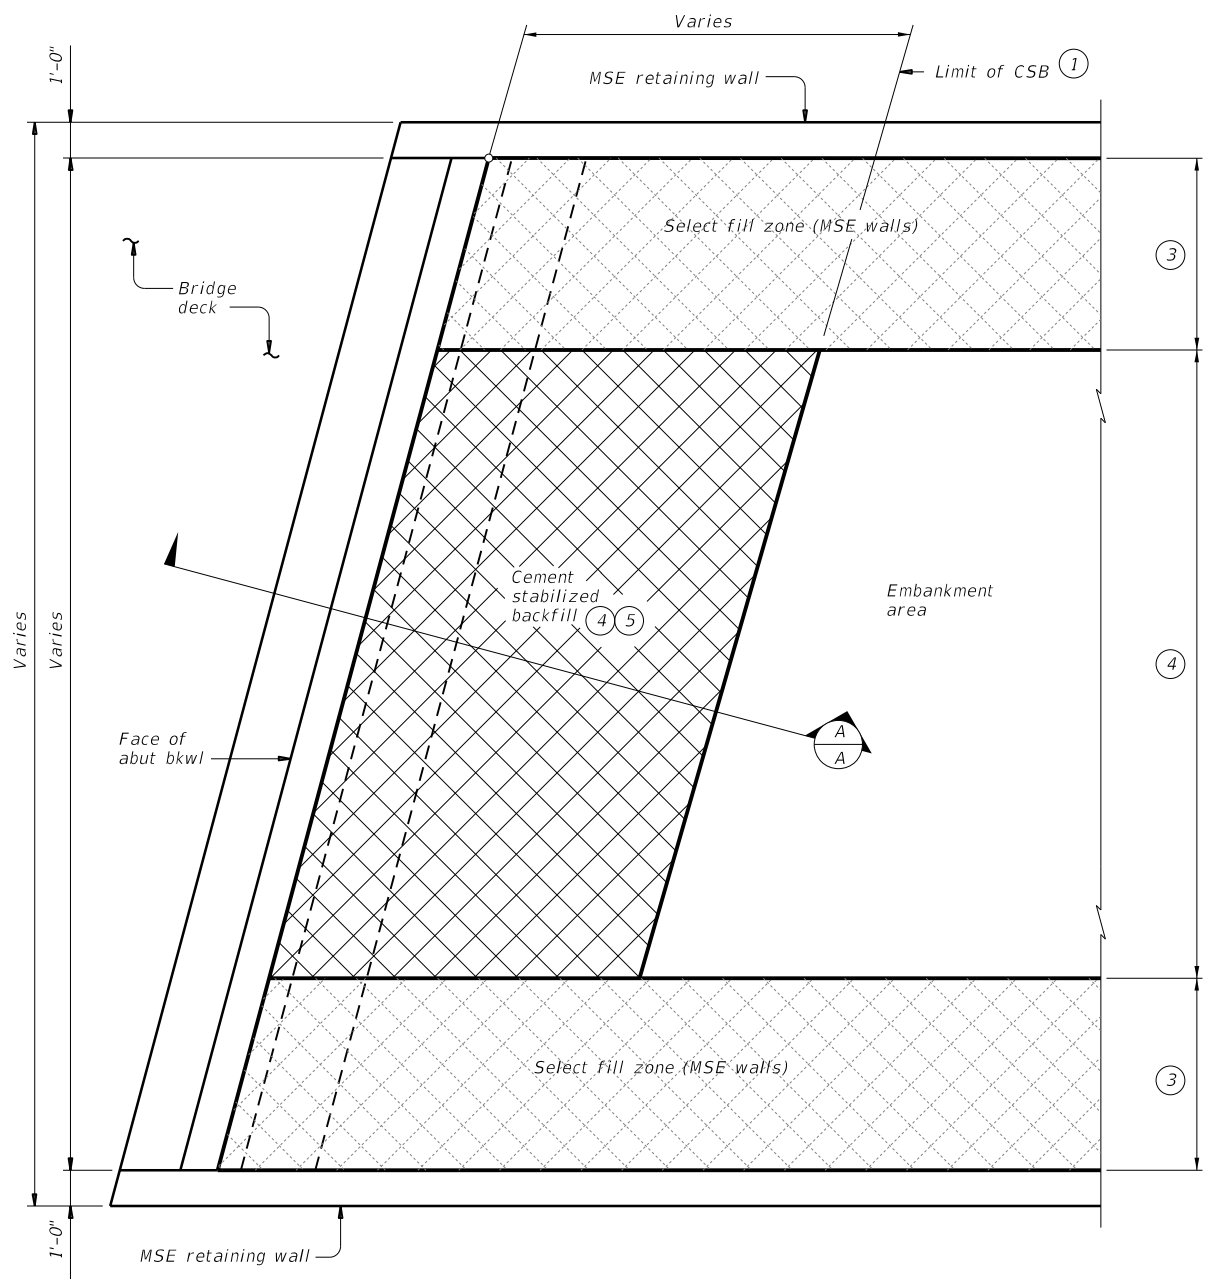 Varies
1'-0"
Limit of CSB 1
MSE retaining wall
Select fill zone (MSE walls)
3
Bridge
deck
Cement
stabilized
backfill 4 5
Embankment
area
Varies
Varies
4
Face of
abut bkwl
A
A
Select fill zone (MSE walls)
3
1'-0"
MSE retaining wall